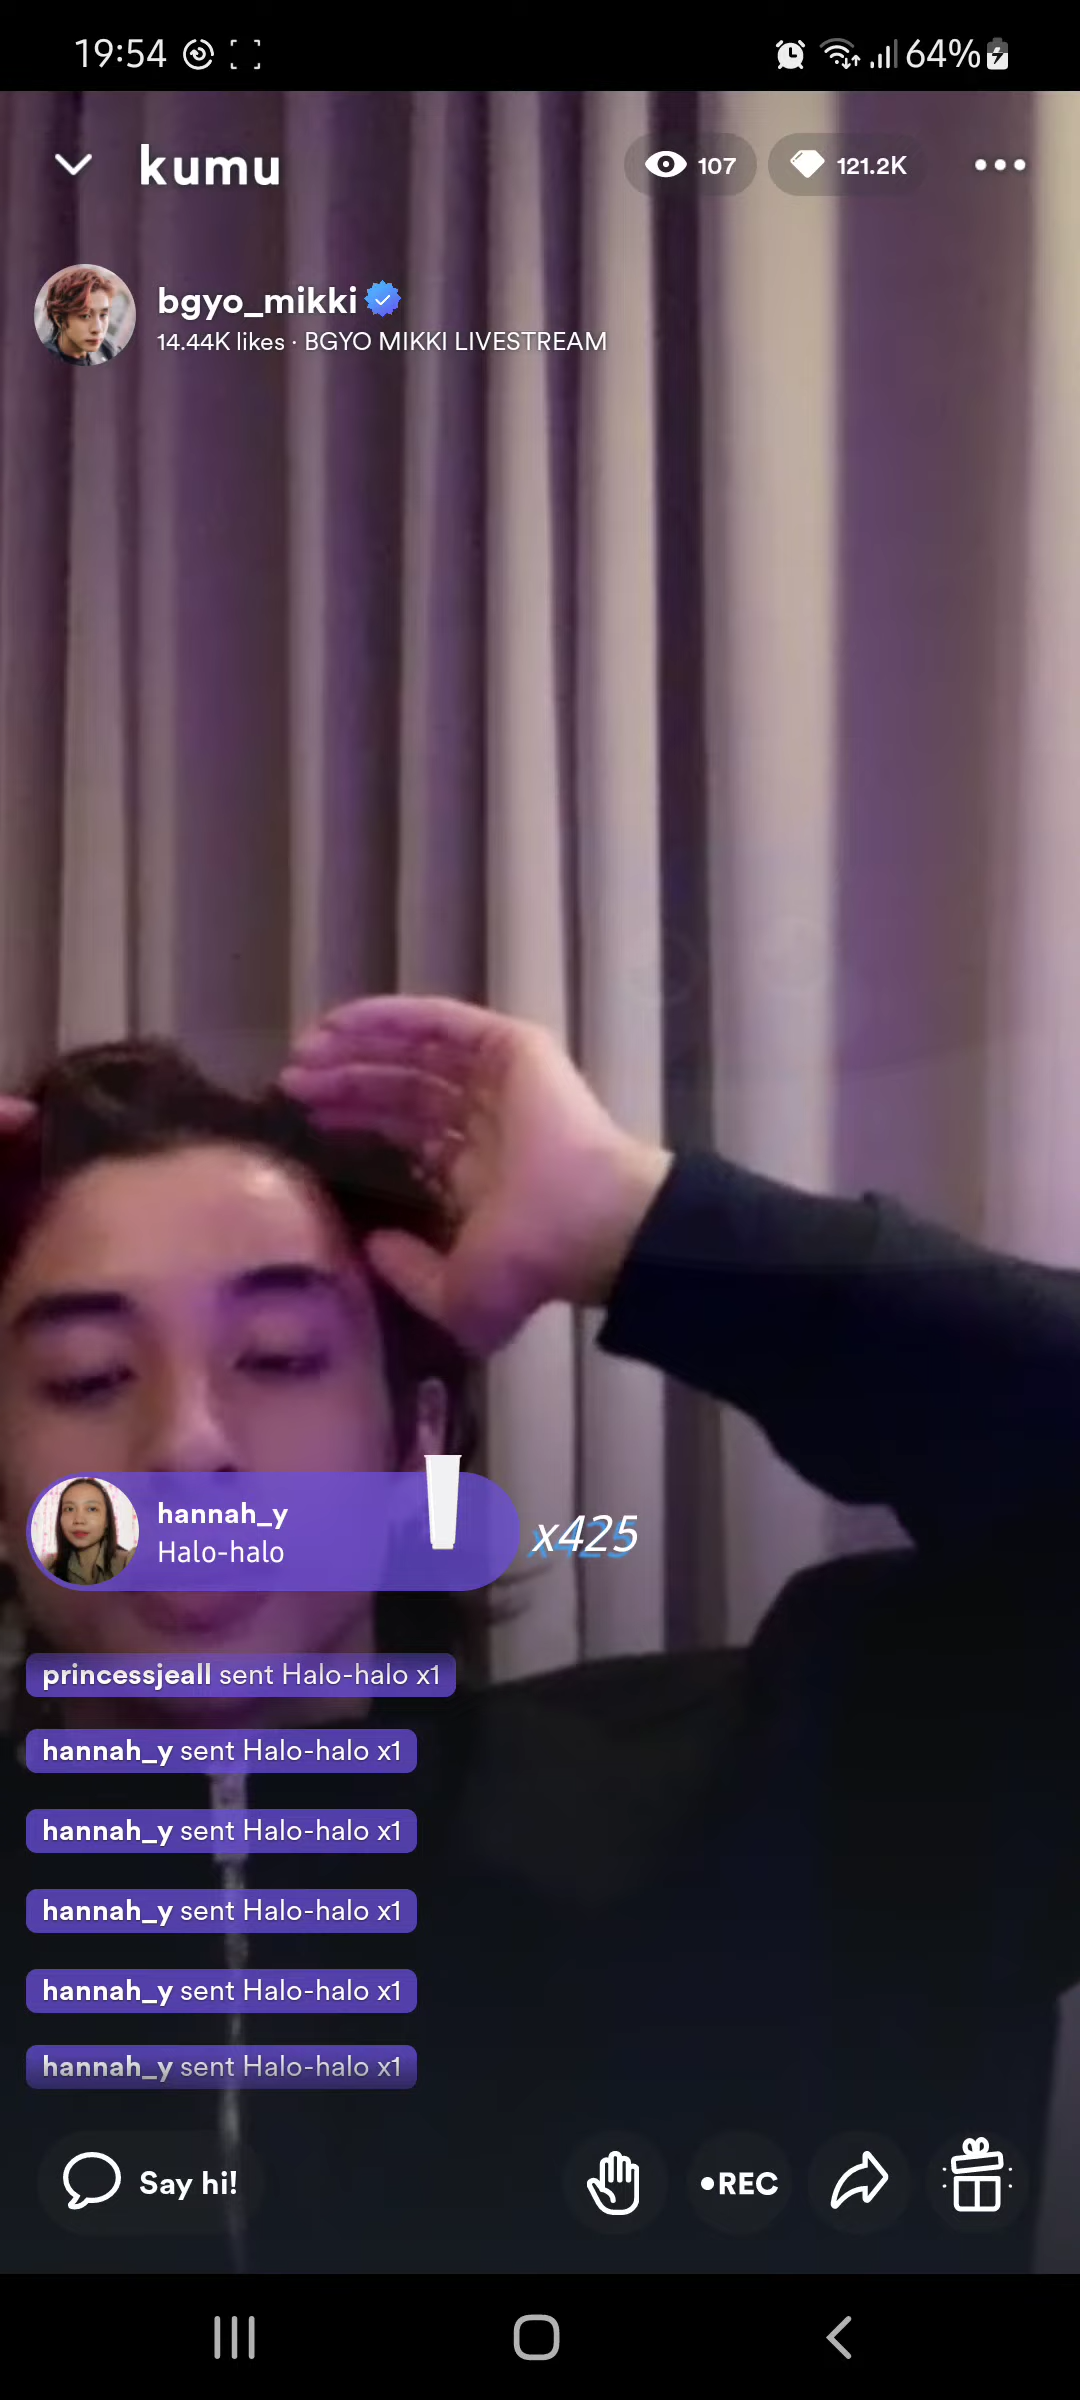 19:54 64%
kumu 107 121.2K
bgyo_mikki
14.44K likes · BGYO MIKKI LIVESTREAM
hannah_y
Halo-halo
x425
princessjeall sent Halo-halo x1
hannah_y sent Halo-halo x1
hannah_y sent Halo-halo x1
hannah_y sent Halo-halo x1
hannah_y sent Halo-halo x1
hannah_y sent Halo-halo x1
Say hi! •REC